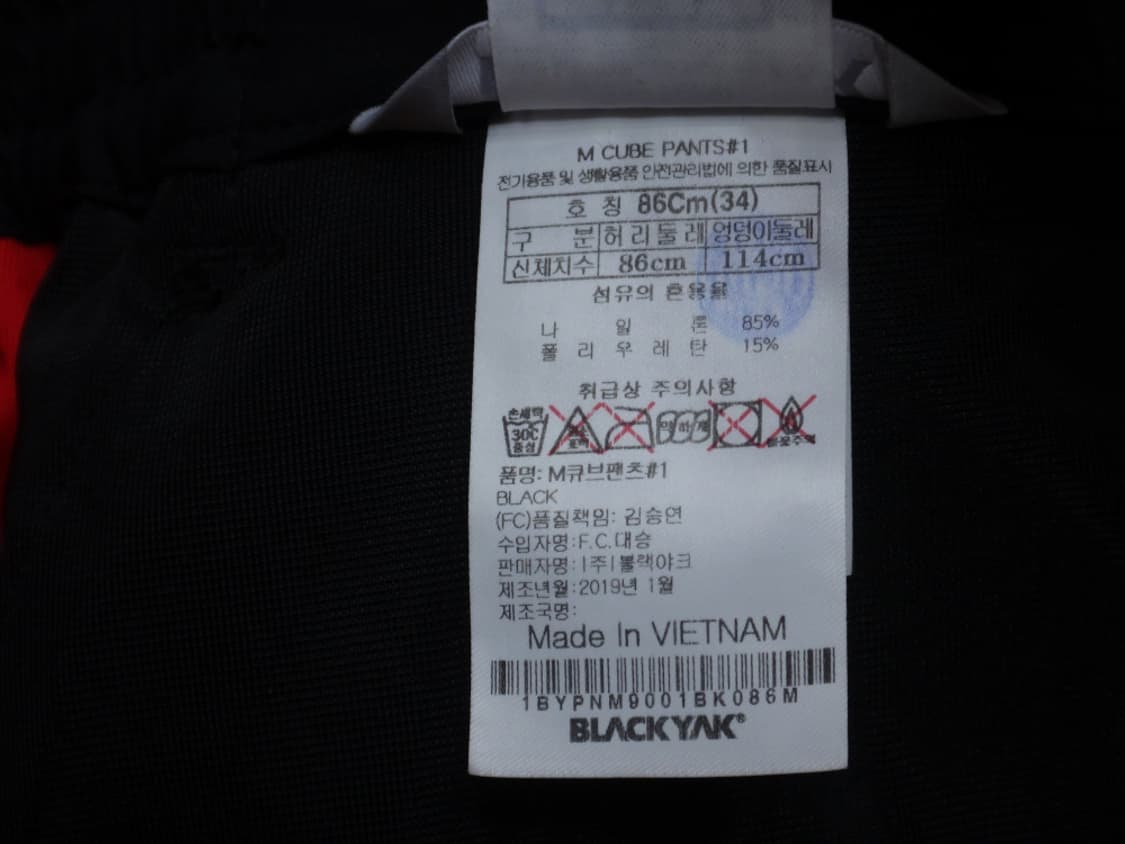 M CUBE PANTS#1
전기용품 및 생활용품 안전관리법에 의한 품질표시
호 칭 86Cm(34)
구 분 허리둘레 엉덩이둘레
신체치수 86cm 114cm
섬유의 혼용율
나 일 론 85%
폴 리 우 레 탄 15%
취급상 주의사항
손세탁
30C
중성
약하게
품명: M큐브팬츠#1
BLACK
(FC)품질책임: 김승연
수입자명:F.C.대승
판매자명:(주)블랙야크
제조년월:2019년 1월
제조국명:
Made In VIETNAM
1BYPNM9001BK086M
BLACKYAK®